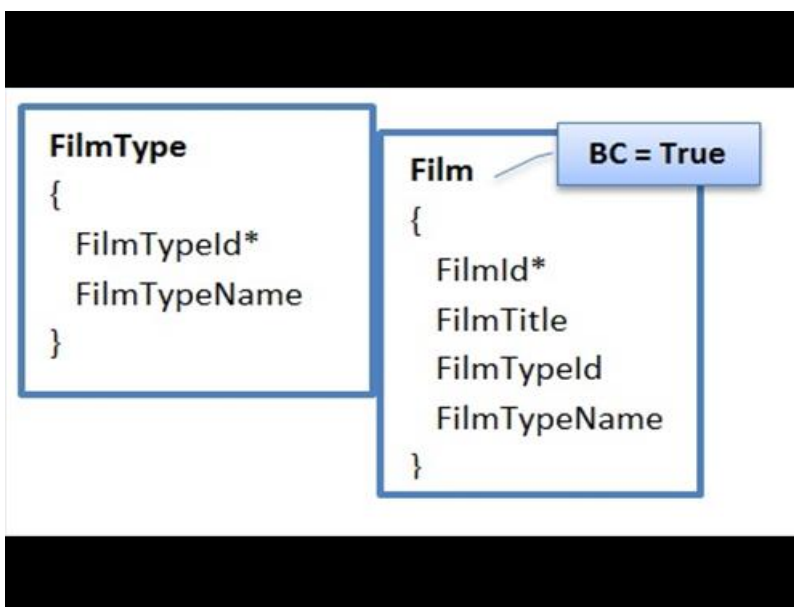 FilmType
{
FilmTypeId*
FilmTypeName
}
Film
BC = True
{
FilmId*
FilmTitle
FilmTypeId
FilmTypeName
}